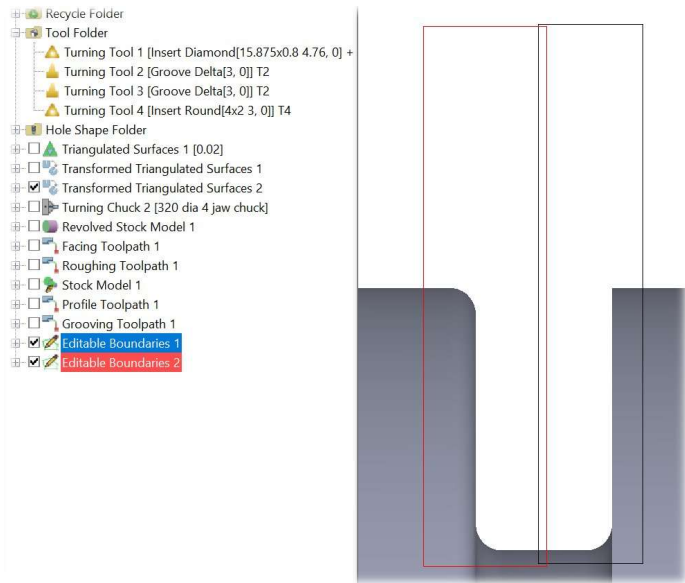 Recycle Folder
Tool Folder
Turning Tool 1 [Insert Diamond[15.875x0.8 4.76, 0] +
Turning Tool 2 [Groove Delta[3, 0]] T2
Turning Tool 3 [Groove Delta[3, 0]] T2
Turning Tool 4 [Insert Round[4x2 3, 0]] T4
Hole Shape Folder
Triangulated Surfaces 1 [0.02]
Transformed Triangulated Surfaces 1
Transformed Triangulated Surfaces 2
Turning Chuck 2 [320 dia 4 jaw chuck]
Revolved Stock Model 1
Facing Toolpath 1
Roughing Toolpath 1
Stock Model 1
Profile Toolpath 1
Grooving Toolpath 1
Editable Boundaries 1
Editable Boundaries 2